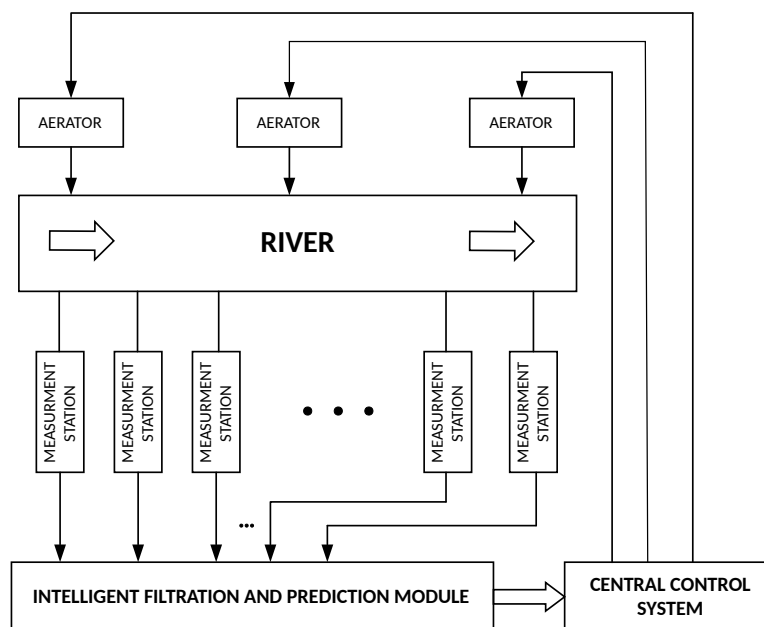 AERATOR
AERATOR
AERATOR
RIVER
MEASURMENT
STATION
MEASURMENT
STATION
MEASURMENT
STATION
• • •
MEASURMENT
STATION
MEASURMENT
STATION
...
INTELLIGENT FILTRATION AND PREDICTION MODULE
CENTRAL CONTROL
SYSTEM